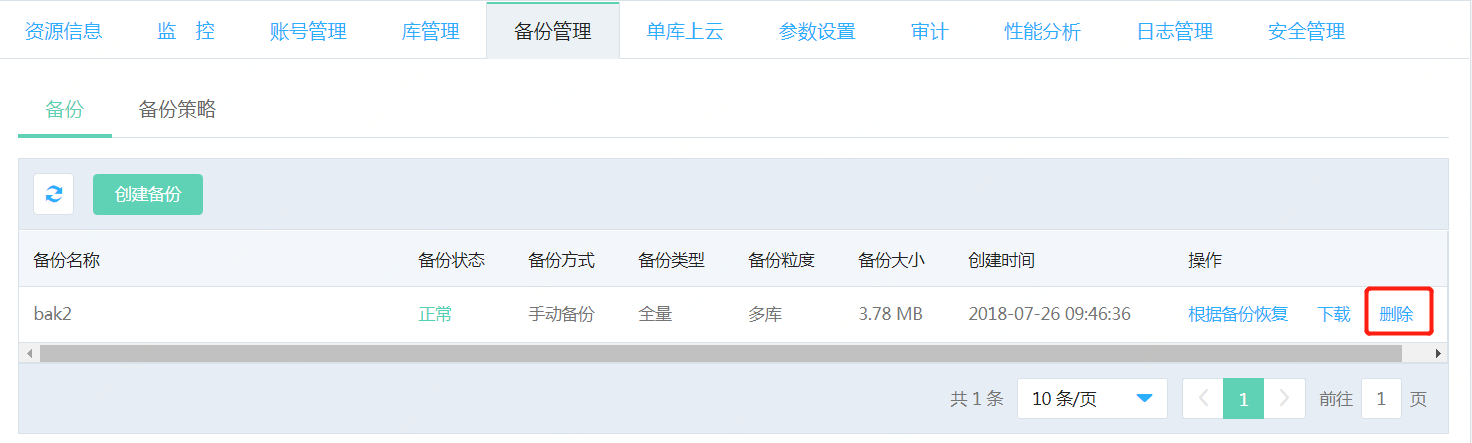 资源信息 监 控 账号管理 库管理 备份管理 单库上云 参数设置 审计 性能分析 日志管理 安全管理
备份 备份策略
创建备份
备份名称 备份状态 备份方式 备份类型 备份粒度 备份大小 创建时间 操作
bak2 正常 手动备份 全量 多库 3.78 MB 2018-07-26 09:46:36 根据备份恢复 下载 删除
共 1 条 10 条/页 1 前往 1 页